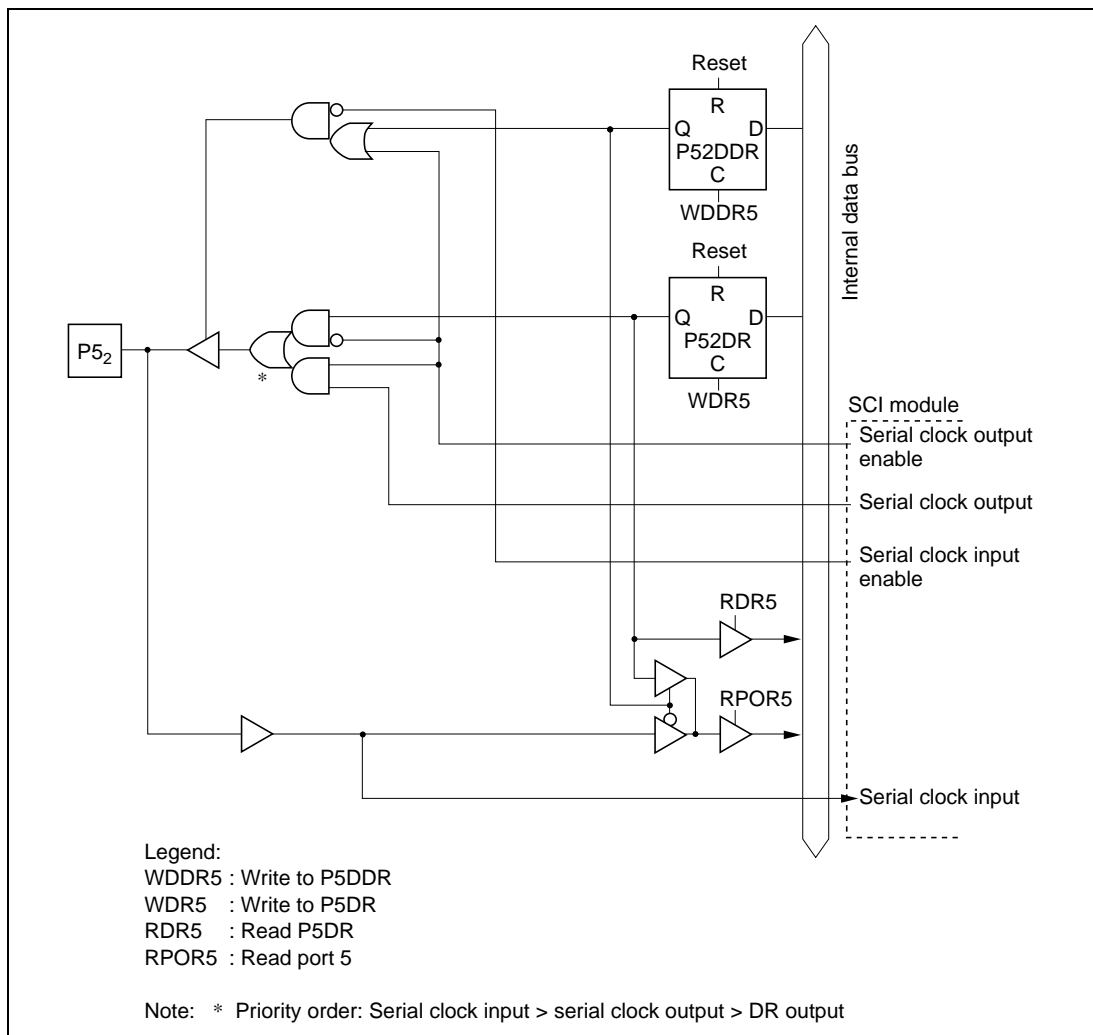 Reset
R
Q D
P52DDR
C
WDDR5
Reset
R
Q D
P52DR
C
WDR5
Internal data bus
P5₂
*
SCI module
Serial clock output
enable
Serial clock output
Serial clock input
enable
RDR5
RPOR5
Serial clock input
Legend:
WDDR5 : Write to P5DDR
WDR5 : Write to P5DR
RDR5 : Read P5DR
RPOR5 : Read port 5
Note: * Priority order: Serial clock input > serial clock output > DR output